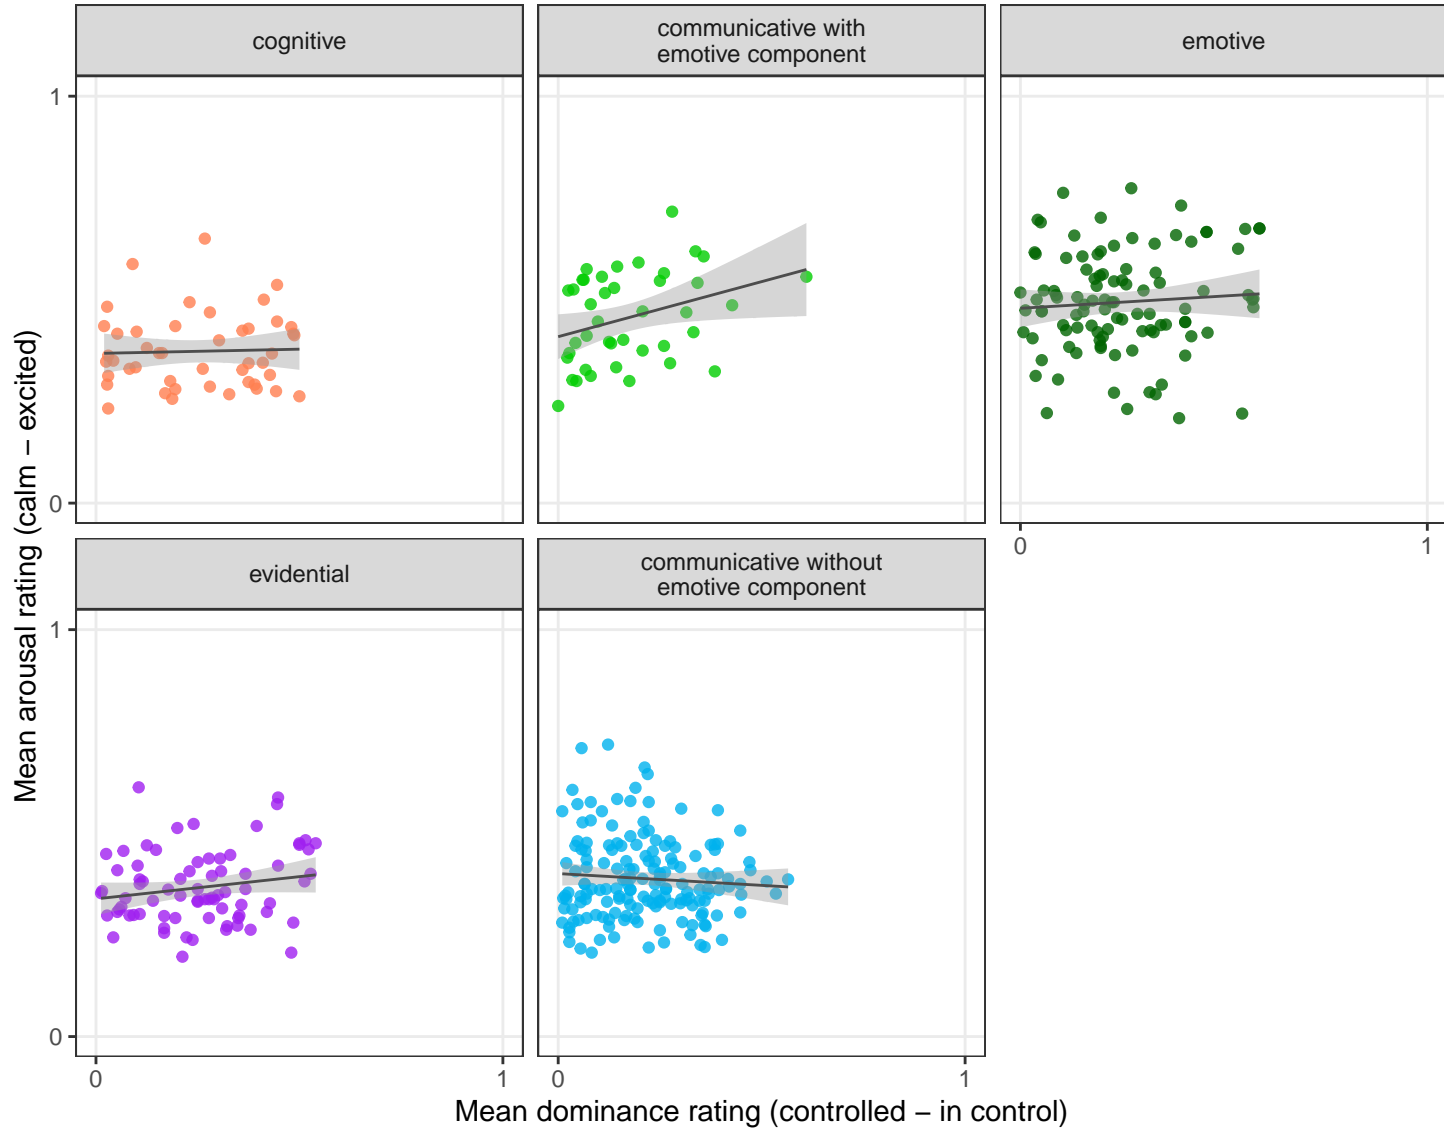 cognitive
communicative with
emotive component
emotive
1
0
0
1
evidential
communicative without
emotive component
1
0
0
1
0
1
Mean arousal rating (calm – excited)
Mean dominance rating (controlled – in control)